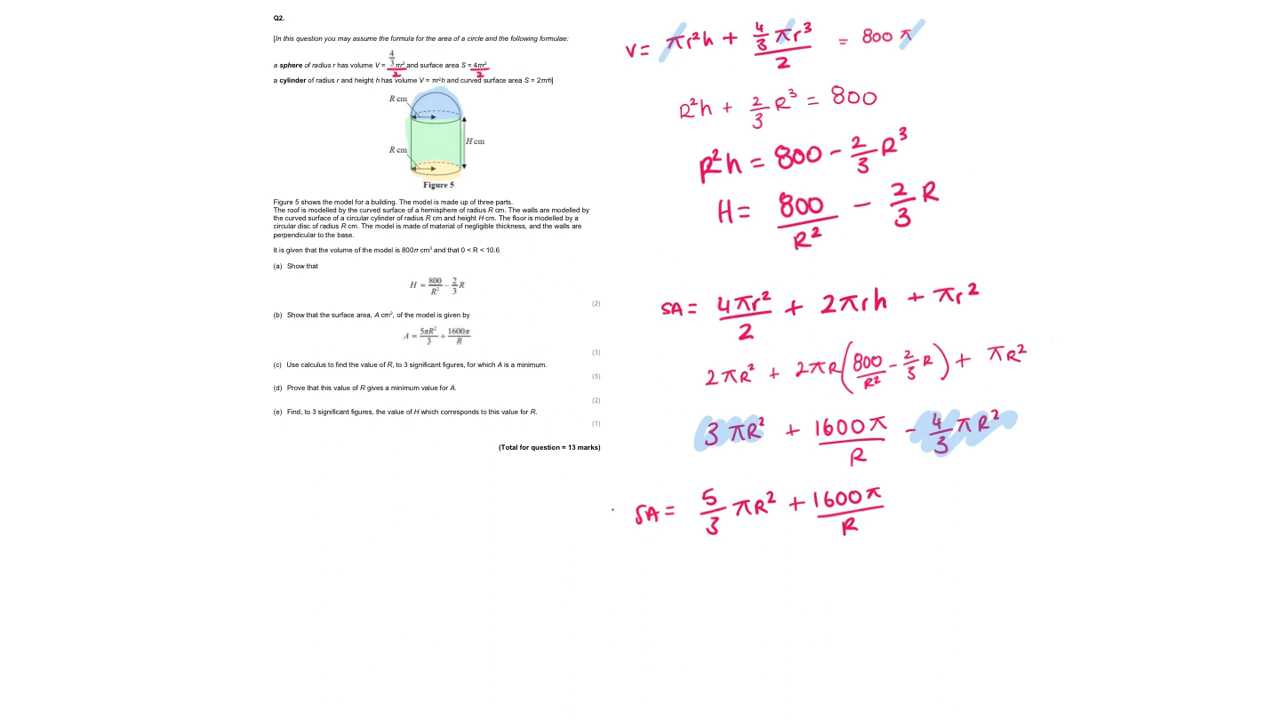 Q2.
[In this question you may assume the formula for the area of a circle and the following formulae:
a sphere of radius r has volume V = 4/3 πr³ and surface area S = 4πr²
2 2
a cylinder of radius r and height h has volume V = πr²h and curved surface area S = 2πrh]
R cm
H cm
R cm
Figure 5
Figure 5 shows the model for a building. The model is made up of three parts.
The roof is modelled by the curved surface of a hemisphere of radius R cm. The walls are modelled by
the curved surface of a circular cylinder of radius R cm and height H cm. The floor is modelled by a
circular disc of radius R cm. The model is made of material of negligible thickness, and the walls are
perpendicular to the base.
It is given that the volume of the model is 800π cm³ and that 0 < R < 10.6
(a) Show that
H = 800/R² - 2/3 R
(2)
(b) Show that the surface area, A cm², of the model is given by
A = 5πR²/3 + 1600π/R
(3)
(c) Use calculus to find the value of R, to 3 significant figures, for which A is a minimum.
(5)
(d) Prove that this value of R gives a minimum value for A.
(2)
(e) Find, to 3 significant figures, the value of H which corresponds to this value for R.
(1)
(Total for question = 13 marks)
V = πr²h + (4/3 πr³)/2 = 800π
R²h + 2/3 R³ = 800
R²h = 800 - 2/3 R³
H = 800/R² - 2/3 R
SA = 4πr²/2 + 2πrh + πr²
2πR² + 2πR(800/R² - 2/3 R) + πR²
3πR² + 1600π/R - 4/3 πR²
SA = 5/3 πR² + 1600π/R